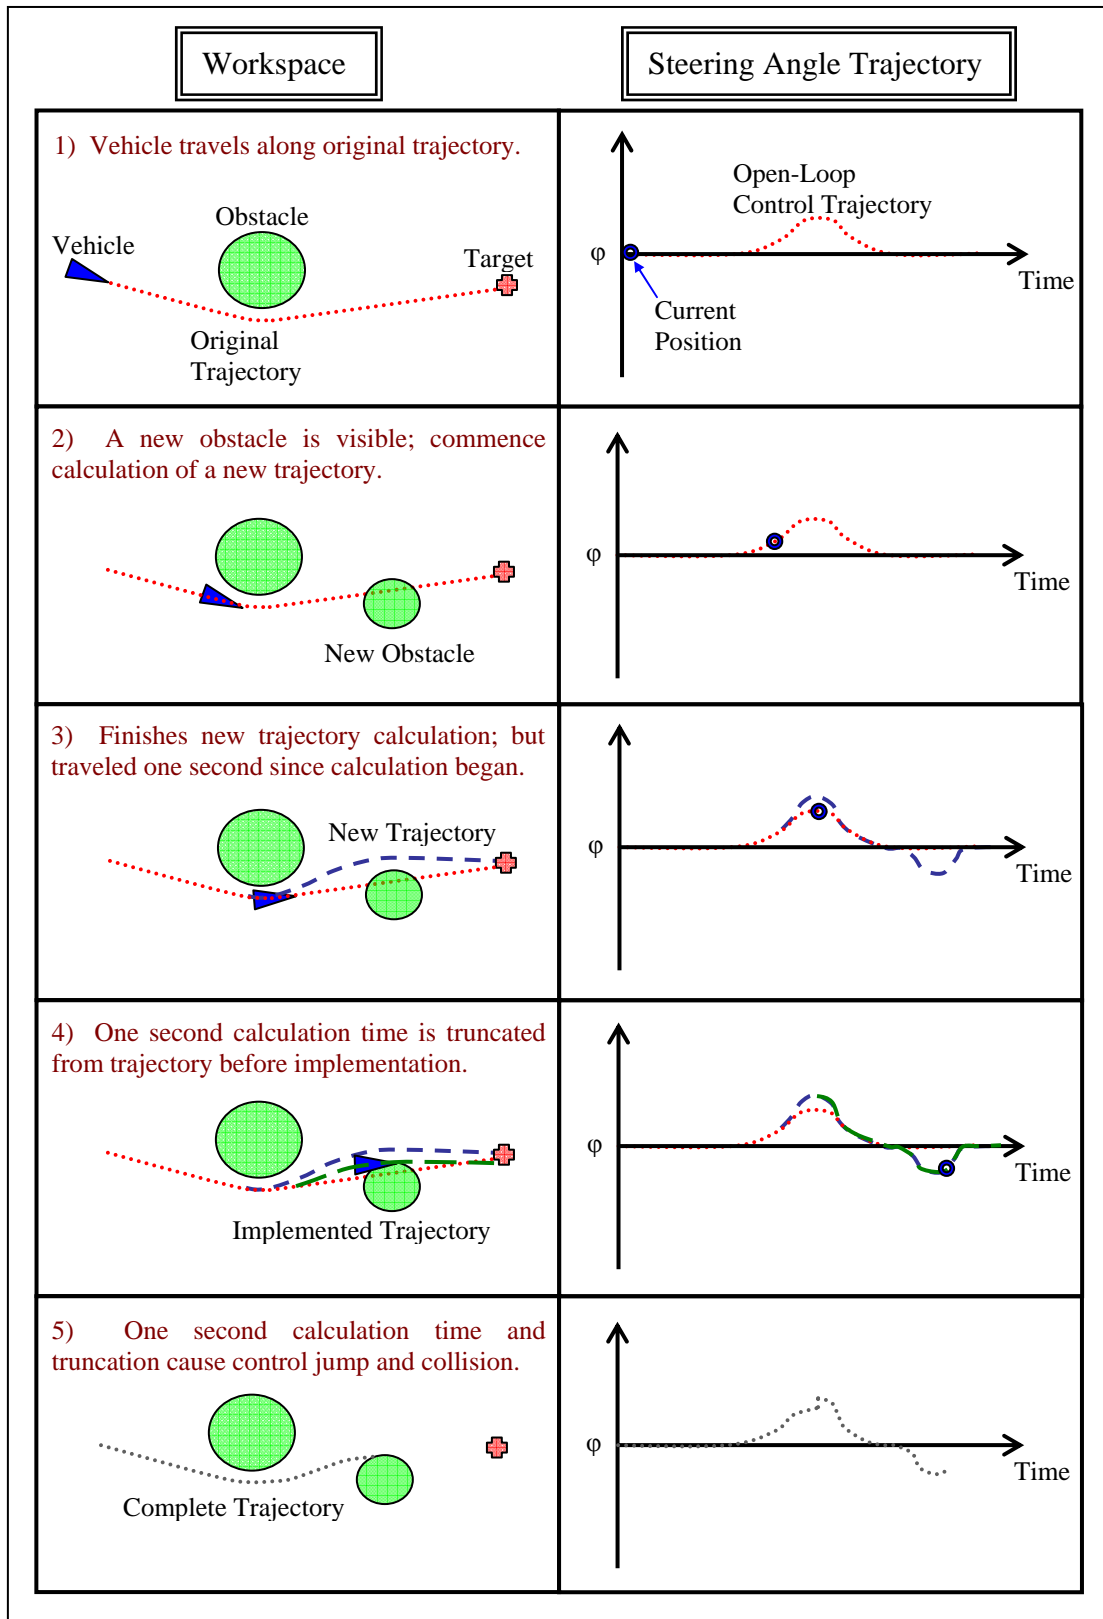 Workspace
Steering Angle Trajectory
1) Vehicle travels along original trajectory.
Obstacle
Vehicle
Target
Original
Trajectory
Open-Loop
Control Trajectory
φ
Time
Current
Position
2) A new obstacle is visible; commence
calculation of a new trajectory.
New Obstacle
φ
Time
3) Finishes new trajectory calculation; but
traveled one second since calculation began.
New Trajectory
φ
Time
4) One second calculation time is truncated
from trajectory before implementation.
Implemented Trajectory
φ
Time
5) One second calculation time and
truncation cause control jump and collision.
Complete Trajectory
φ
Time